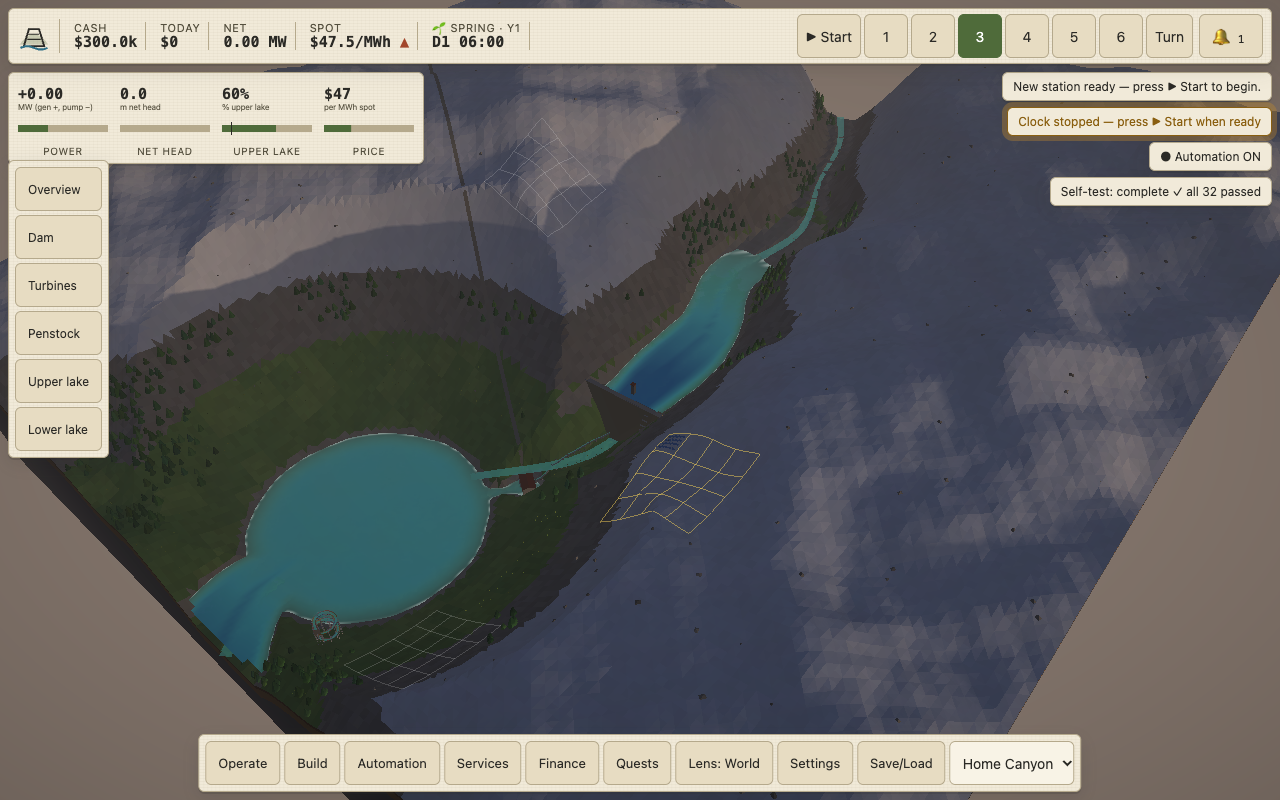 CASH
$300.0k
TODAY
$0
NET
0.00 MW
SPOT
$47.5/MWh ▲
🌱 SPRING · Y1
D1 06:00
▶ Start
1
2
3
4
5
6
Turn
🔔 1
+0.00
MW (gen +, pump −)
POWER
0.0
m net head
NET HEAD
60%
% upper lake
UPPER LAKE
$47
per MWh spot
PRICE
New station ready — press ▶ Start to begin.
Clock stopped — press ▶ Start when ready
● Automation ON
Self-test: complete ✓ all 32 passed
Overview
Dam
Turbines
Penstock
Upper lake
Lower lake
Operate
Build
Automation
Services
Finance
Quests
Lens: World
Settings
Save/Load
Home Canyon